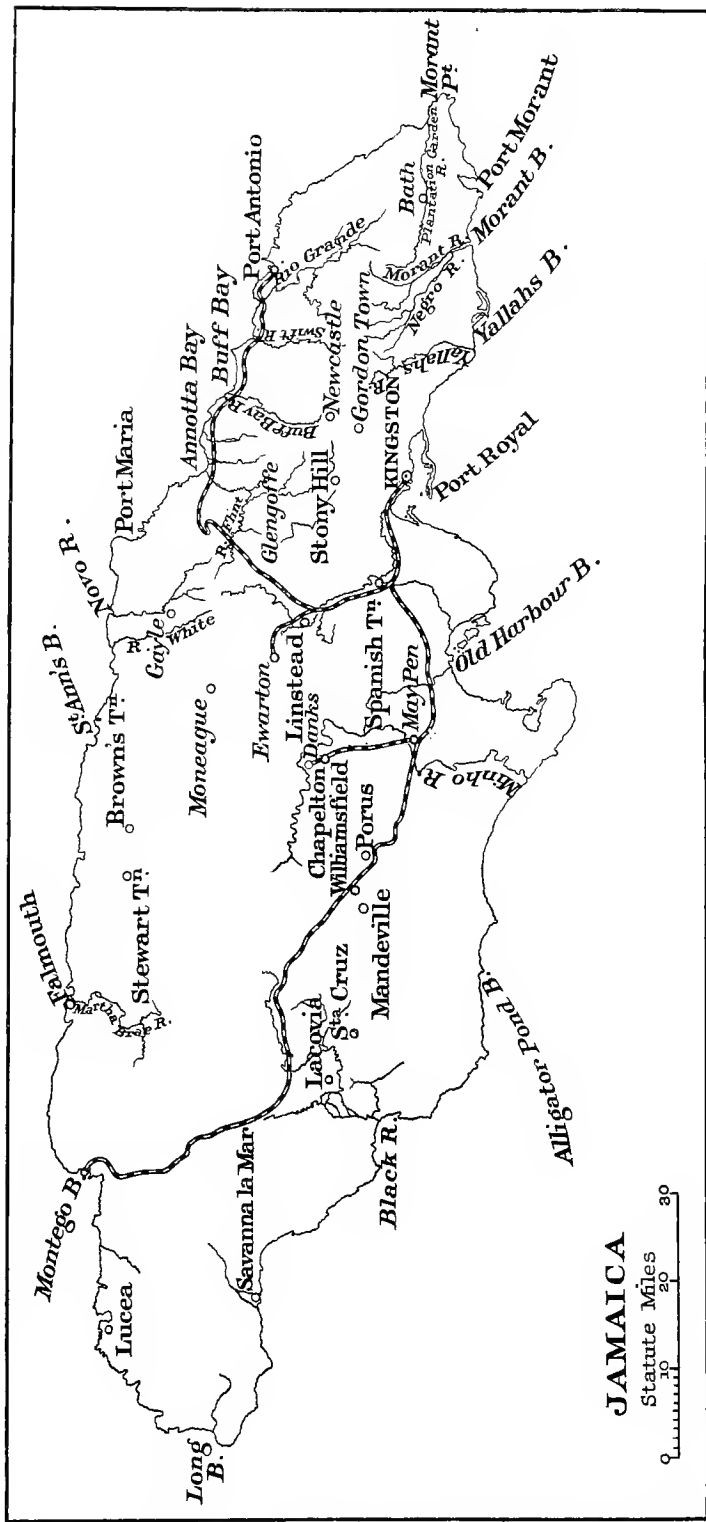 Montego B.
Falmouth
St. Ann's B.
Novo R.
Port Maria
Annotta Bay
Buff Bay
Port Antonio
Lucea
Martha
Brae R.
Stewart Tn.
Brown's Tn.
Moneague
R. White
Gayle
R. Flint
Glengoffe
Stony Hill
Buff Bay R.
Swift R.
Rio Grande
Newcastle
Gordon Town
Bath
Plantation Garden
R.
Morant
Pt.
Long
B.
Savanna la Mar
Lacovia
Sta. Cruz
Mandeville
Williamsfield
Porus
Chapelton
Danks
Ewarton
Linstead
Spanish Tn.
May Pen
KINGSTON
Yallahs
R.
Negro R.
Morant R.
Port Morant
Morant B.
Yallahs B.
Port Royal
Old Harbour B.
Minho R.
Black R.
Alligator Pond B.
JAMAICA
Statute Miles
0 10 20 30